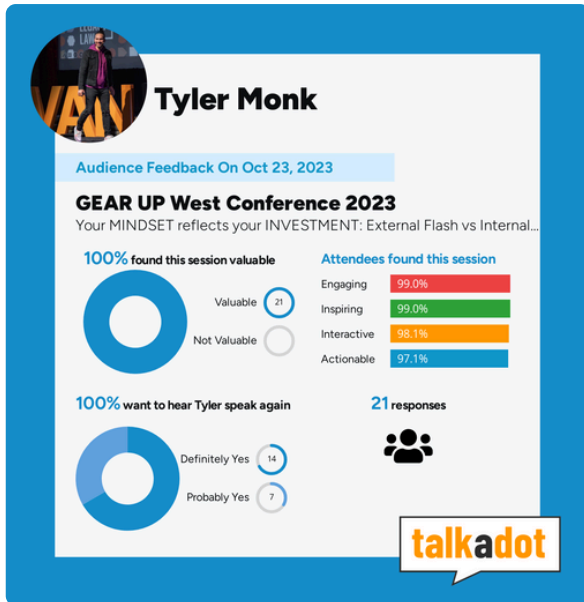 LAW
VAN
Tyler Monk
Audience Feedback On Oct 23, 2023
GEAR UP West Conference 2023
Your MINDSET reflects your INVESTMENT: External Flash vs Internal...
100% found this session valuable
Valuable 21
Not Valuable
Attendees found this session
Engaging 99.0%
Inspiring 99.0%
Interactive 98.1%
Actionable 97.1%
100% want to hear Tyler speak again
Definitely Yes 14
Probably Yes 7
21 responses
talkadot